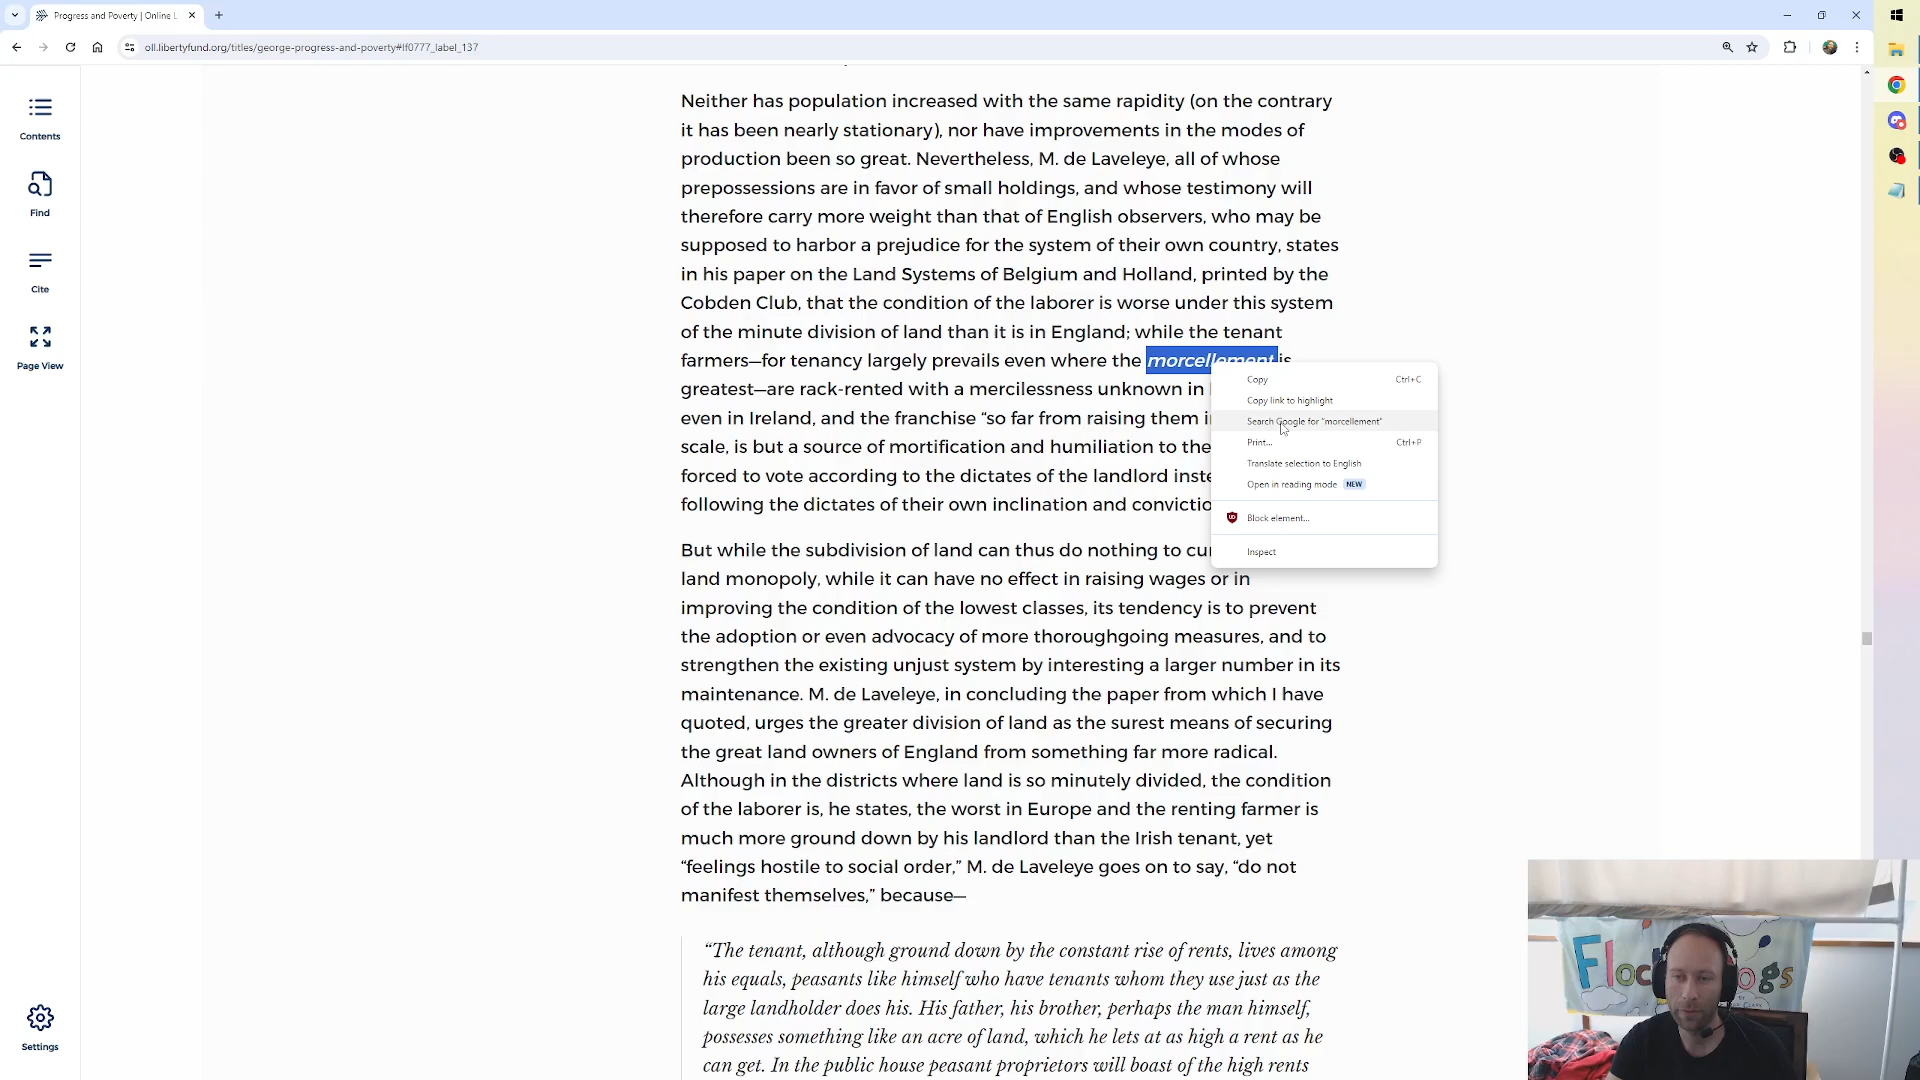 Progress and Poverty | Online L
oll.libertyfund.org/titles/george-progress-and-poverty#lf0777_label_137
Contents
Find
Cite
Page View
Settings
Neither has population increased with the same rapidity (on the contrary
it has been nearly stationary), nor have improvements in the modes of
production been so great. Nevertheless, M. de Laveleye, all of whose
prepossessions are in favor of small holdings, and whose testimony will
therefore carry more weight than that of English observers, who may be
supposed to harbor a prejudice for the system of their own country, states
in his paper on the Land Systems of Belgium and Holland, printed by the
Cobden Club, that the condition of the laborer is worse under this system
of the minute division of land than it is in England; while the tenant
farmers—for tenancy largely prevails even where the morcellement is
greatest—are rack-rented with a mercilessness unknown in
even in Ireland, and the franchise “so far from raising them
scale, is but a source of mortification and humiliation to the
forced to vote according to the dictates of the landlord
following the dictates of their own inclination and
Copy Ctrl+C
Copy link to highlight
Search Google for “morcellement”
Print... Ctrl+P
Translate selection to English
Open in reading mode NEW
Block element...
Inspect
But while the subdivision of land can thus do nothing to
land monopoly, while it can have no effect in raising wages or in
improving the condition of the lowest classes, its tendency is to prevent
the adoption or even advocacy of more thoroughgoing measures, and to
strengthen the existing unjust system by interesting a larger number in its
maintenance. M. de Laveleye, in concluding the paper from which I have
quoted, urges the greater division of land as the surest means of securing
the great land owners of England from something far more radical.
Although in the districts where land is so minutely divided, the condition
of the laborer is, he states, the worst in Europe and the renting farmer is
much more ground down by his landlord than the Irish tenant, yet
“feelings hostile to social order,” M. de Laveleye goes on to say, “do not
manifest themselves,” because—
“The tenant, although ground down by the constant rise of rents, lives among
his equals, peasants like himself who have tenants whom they use just as the
large landholder does his. His father, his brother, perhaps the man himself,
possesses something like an acre of land, which he lets at as high a rent as he
can get. In the public house peasant proprietors will boast of the high rents